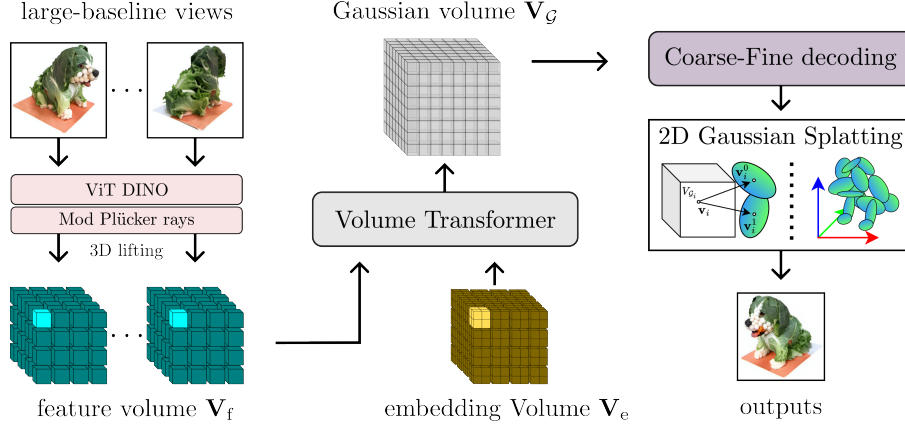 large-baseline views
. . .
ViT DINO
Mod Plücker rays
3D lifting
. . .
feature volume V_f
Gaussian volume V_𝒢
Volume Transformer
embedding Volume V_e
Coarse-Fine decoding
2D Gaussian Splatting
V_𝒢_i
v_i
v_i^0
v_i^1
outputs